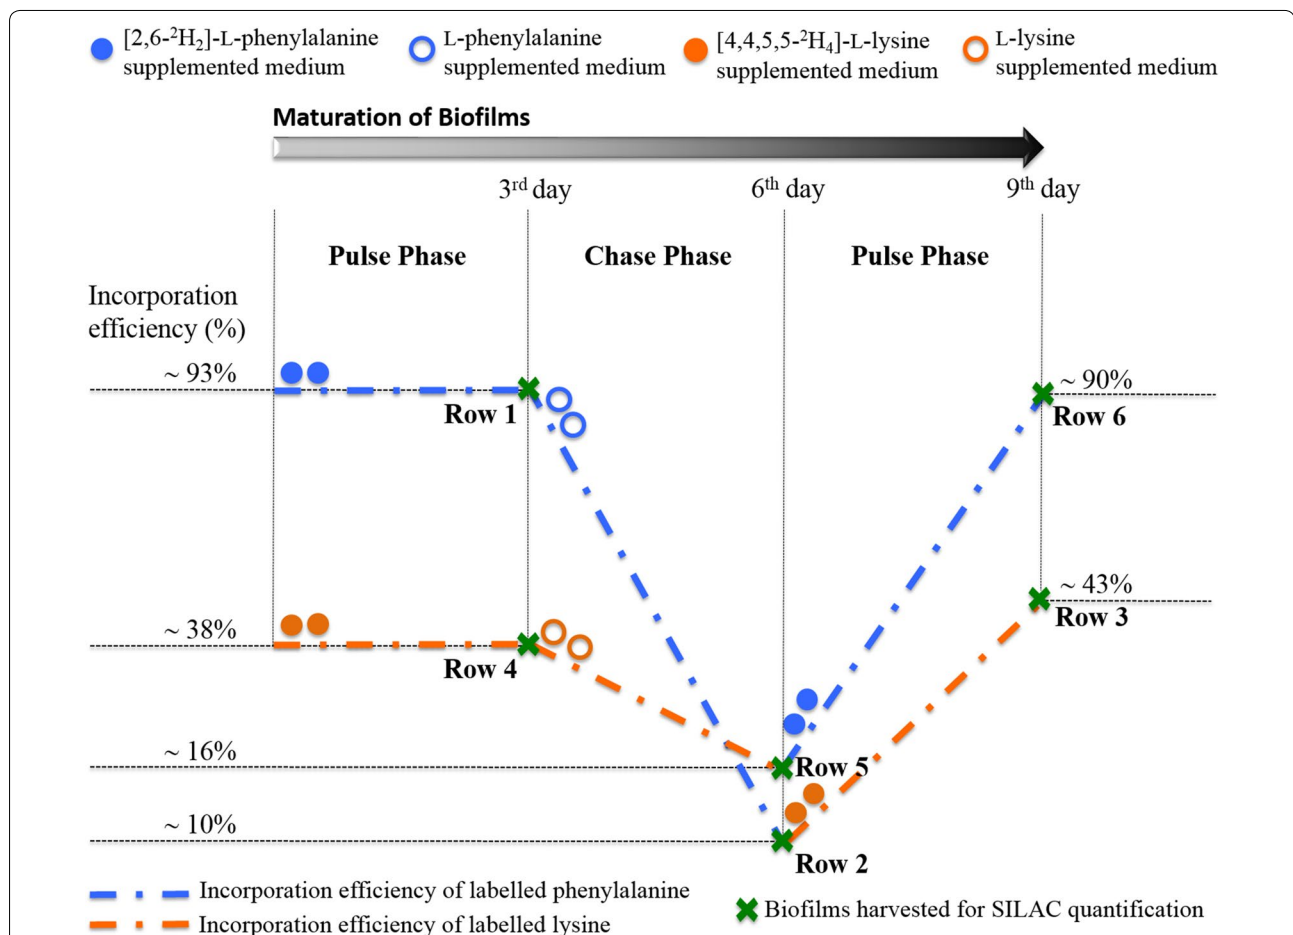 [2,6-²H₂]-L-phenylalanine
supplemented medium
L-phenylalanine
supplemented medium
[4,4,5,5-²H₄]-L-lysine
supplemented medium
L-lysine
supplemented medium
Maturation of Biofilms
3rd day
6th day
9th day
Pulse Phase
Chase Phase
Pulse Phase
Incorporation
efficiency (%)
~ 93%
~ 90%
Row 1
Row 6
~ 43%
Row 3
~ 38%
Row 4
~ 16%
Row 5
~ 10%
Row 2
Incorporation efficiency of labelled phenylalanine
Incorporation efficiency of labelled lysine
Biofilms harvested for SILAC quantification